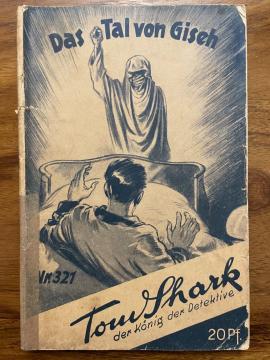 Das Tal von Giseh
Nr. 321
Tom Shark
der König der Detektive
20 Pf.